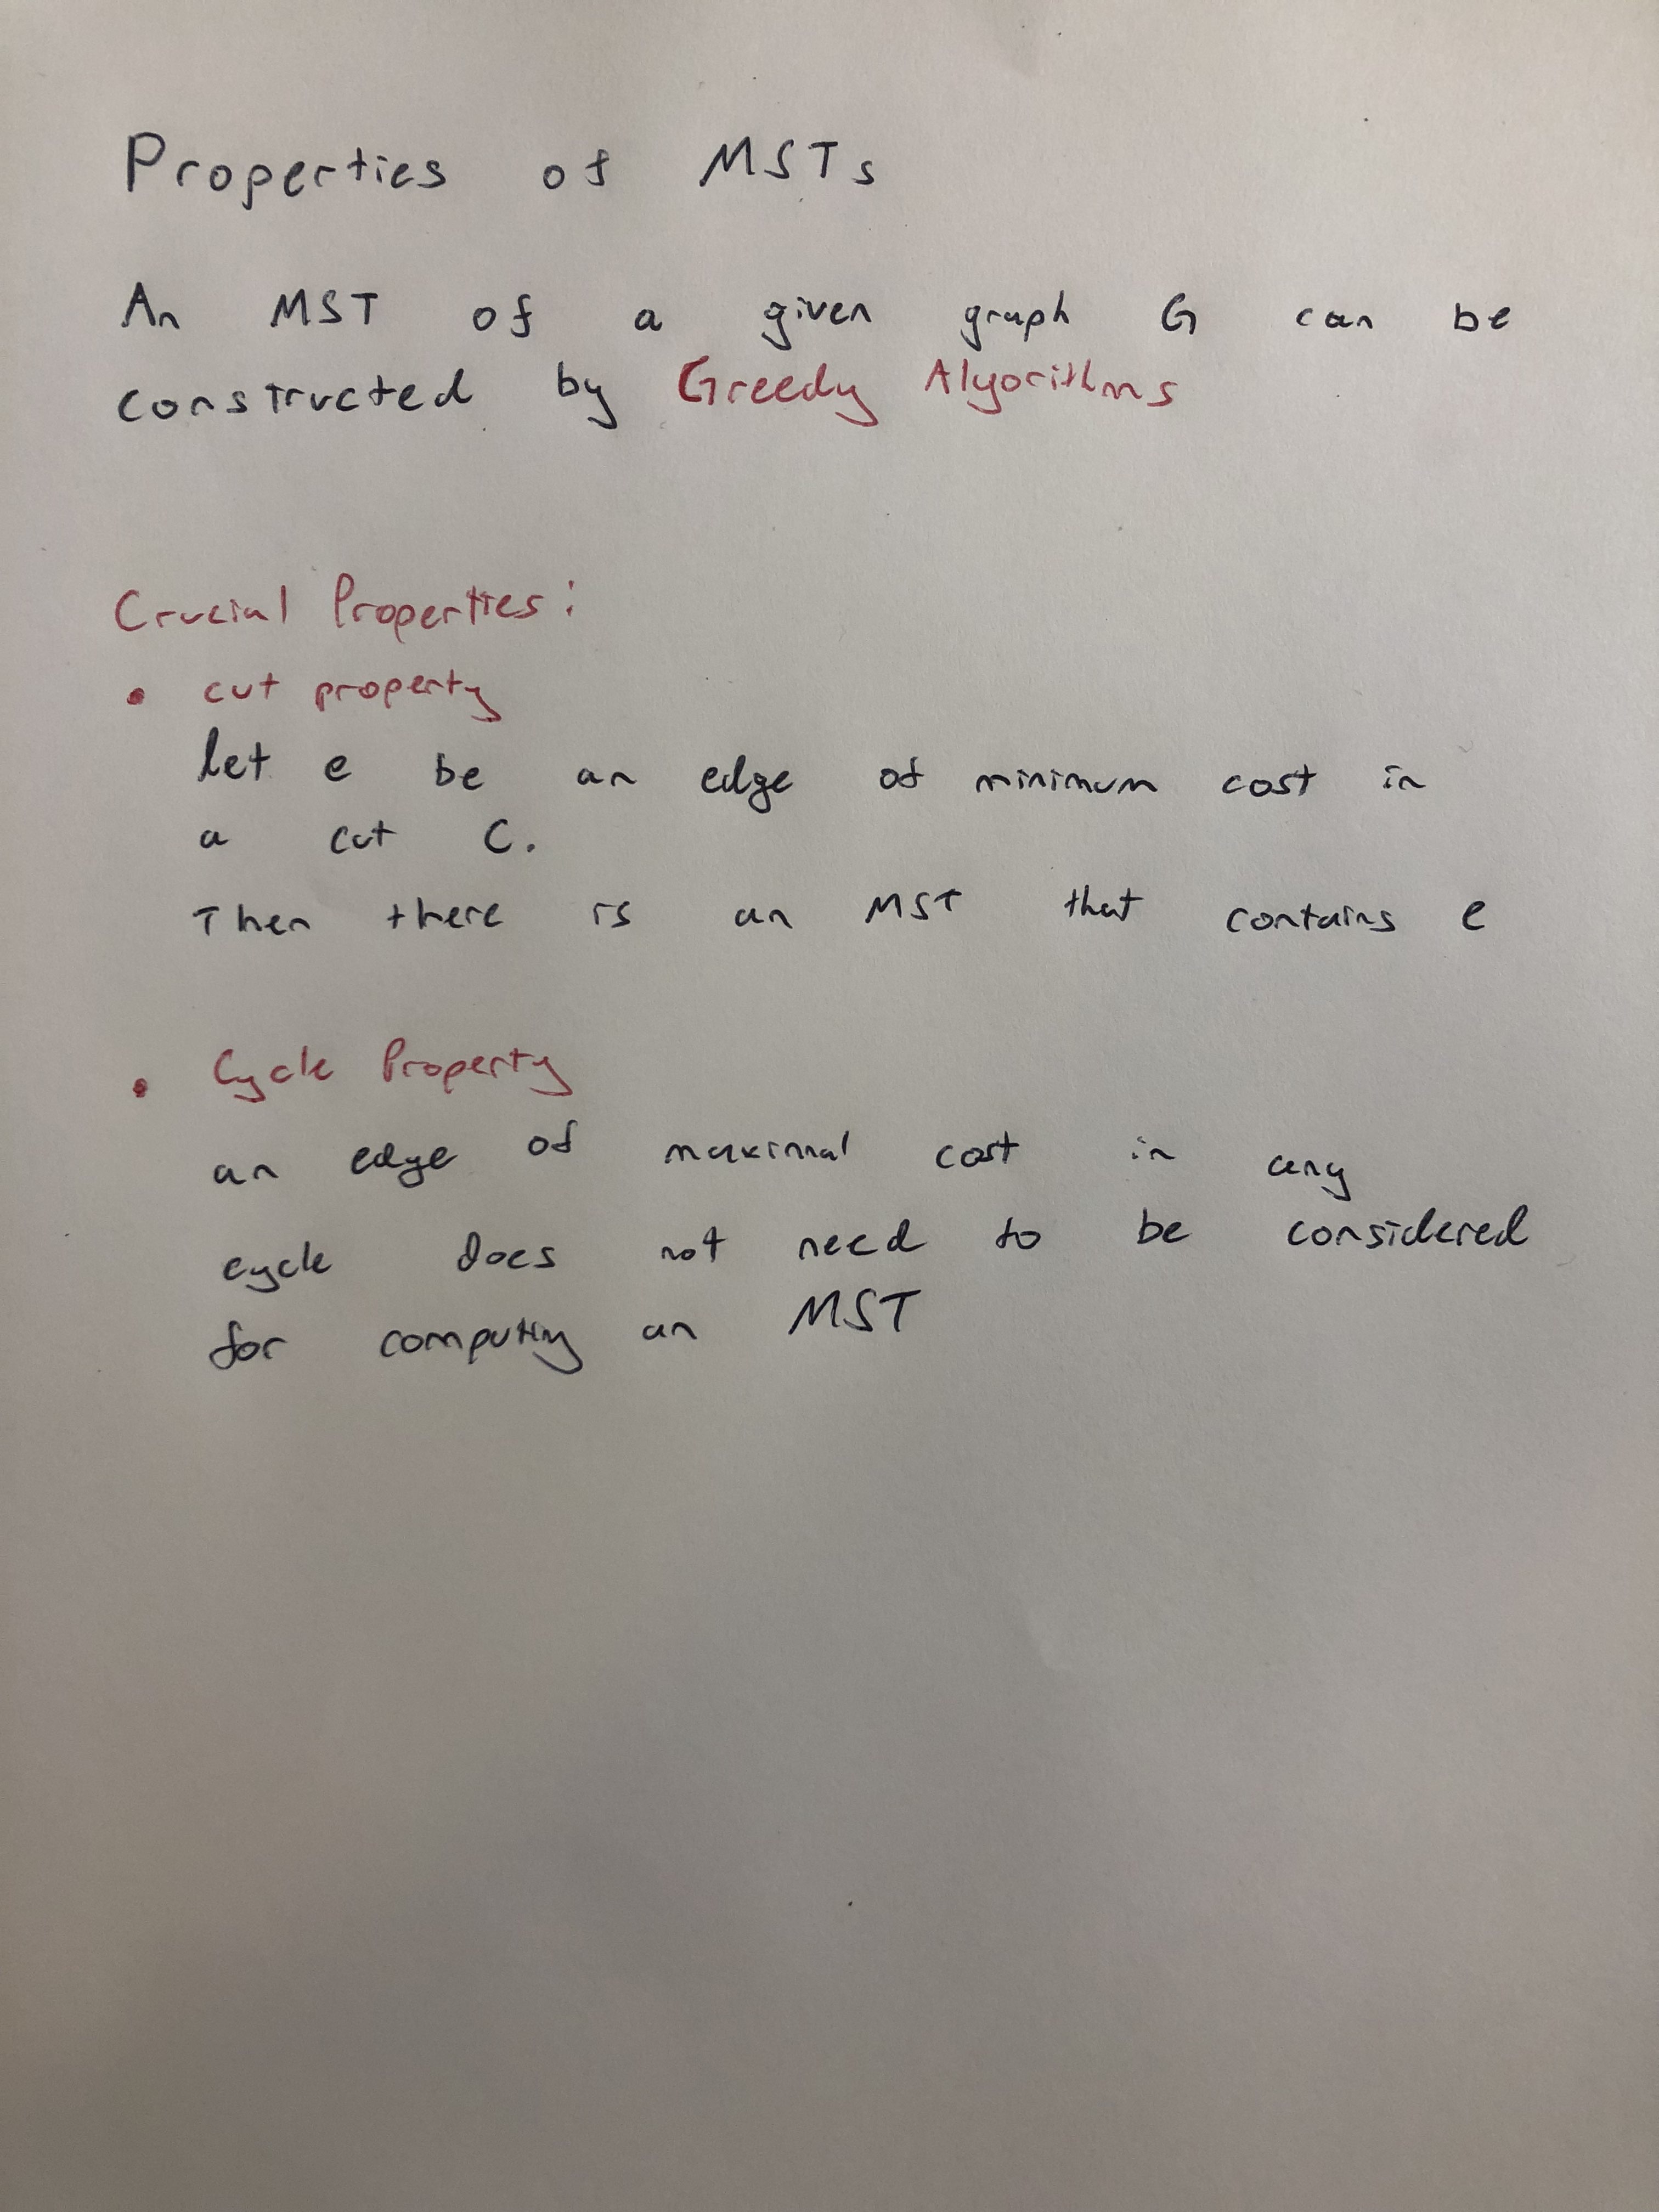 Properties of MSTs
An MST of a given graph G can be
constructed by Greedy Algorithms
Crucial Properties:
• cut property
let e be an edge of minimum cost in
a cut C.
Then there is an MST that contains e
• Cycle Property
an edge of maximal cost in any
cycle does not need to be considered
for computing an MST